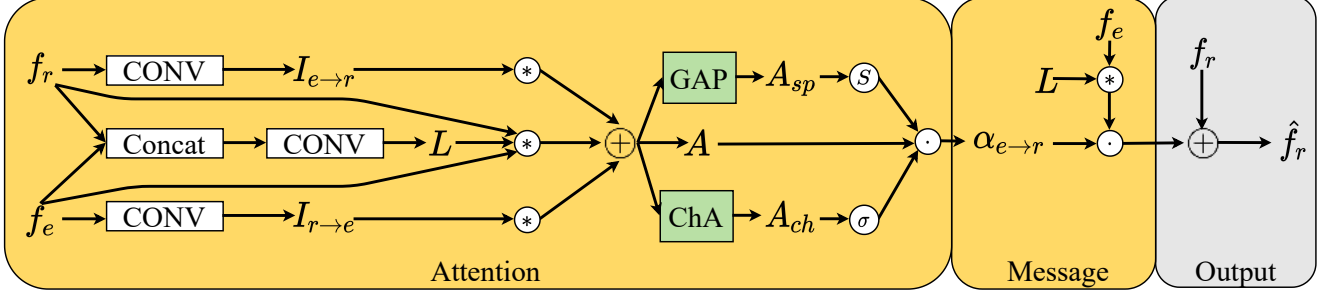 f_e
f_r
f_r CONV I_{e→r} * GAP A_{sp} S L *
Concat CONV L * + A · α_{e→r} · + \hat{f}_r
f_e CONV I_{r→e} * ChA A_{ch} σ
Attention Message Output